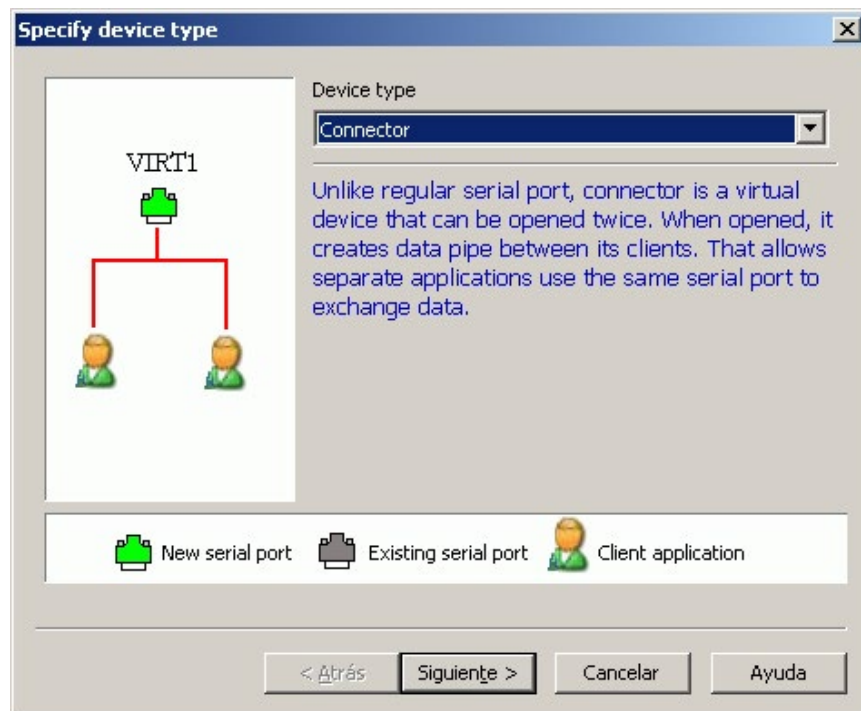 Specify device type
VIRT1
Device type
Connector
Unlike regular serial port, connector is a virtual
device that can be opened twice. When opened, it
creates data pipe between its clients. That allows
separate applications use the same serial port to
exchange data.
New serial port Existing serial port Client application
< Atrás Siguiente > Cancelar Ayuda